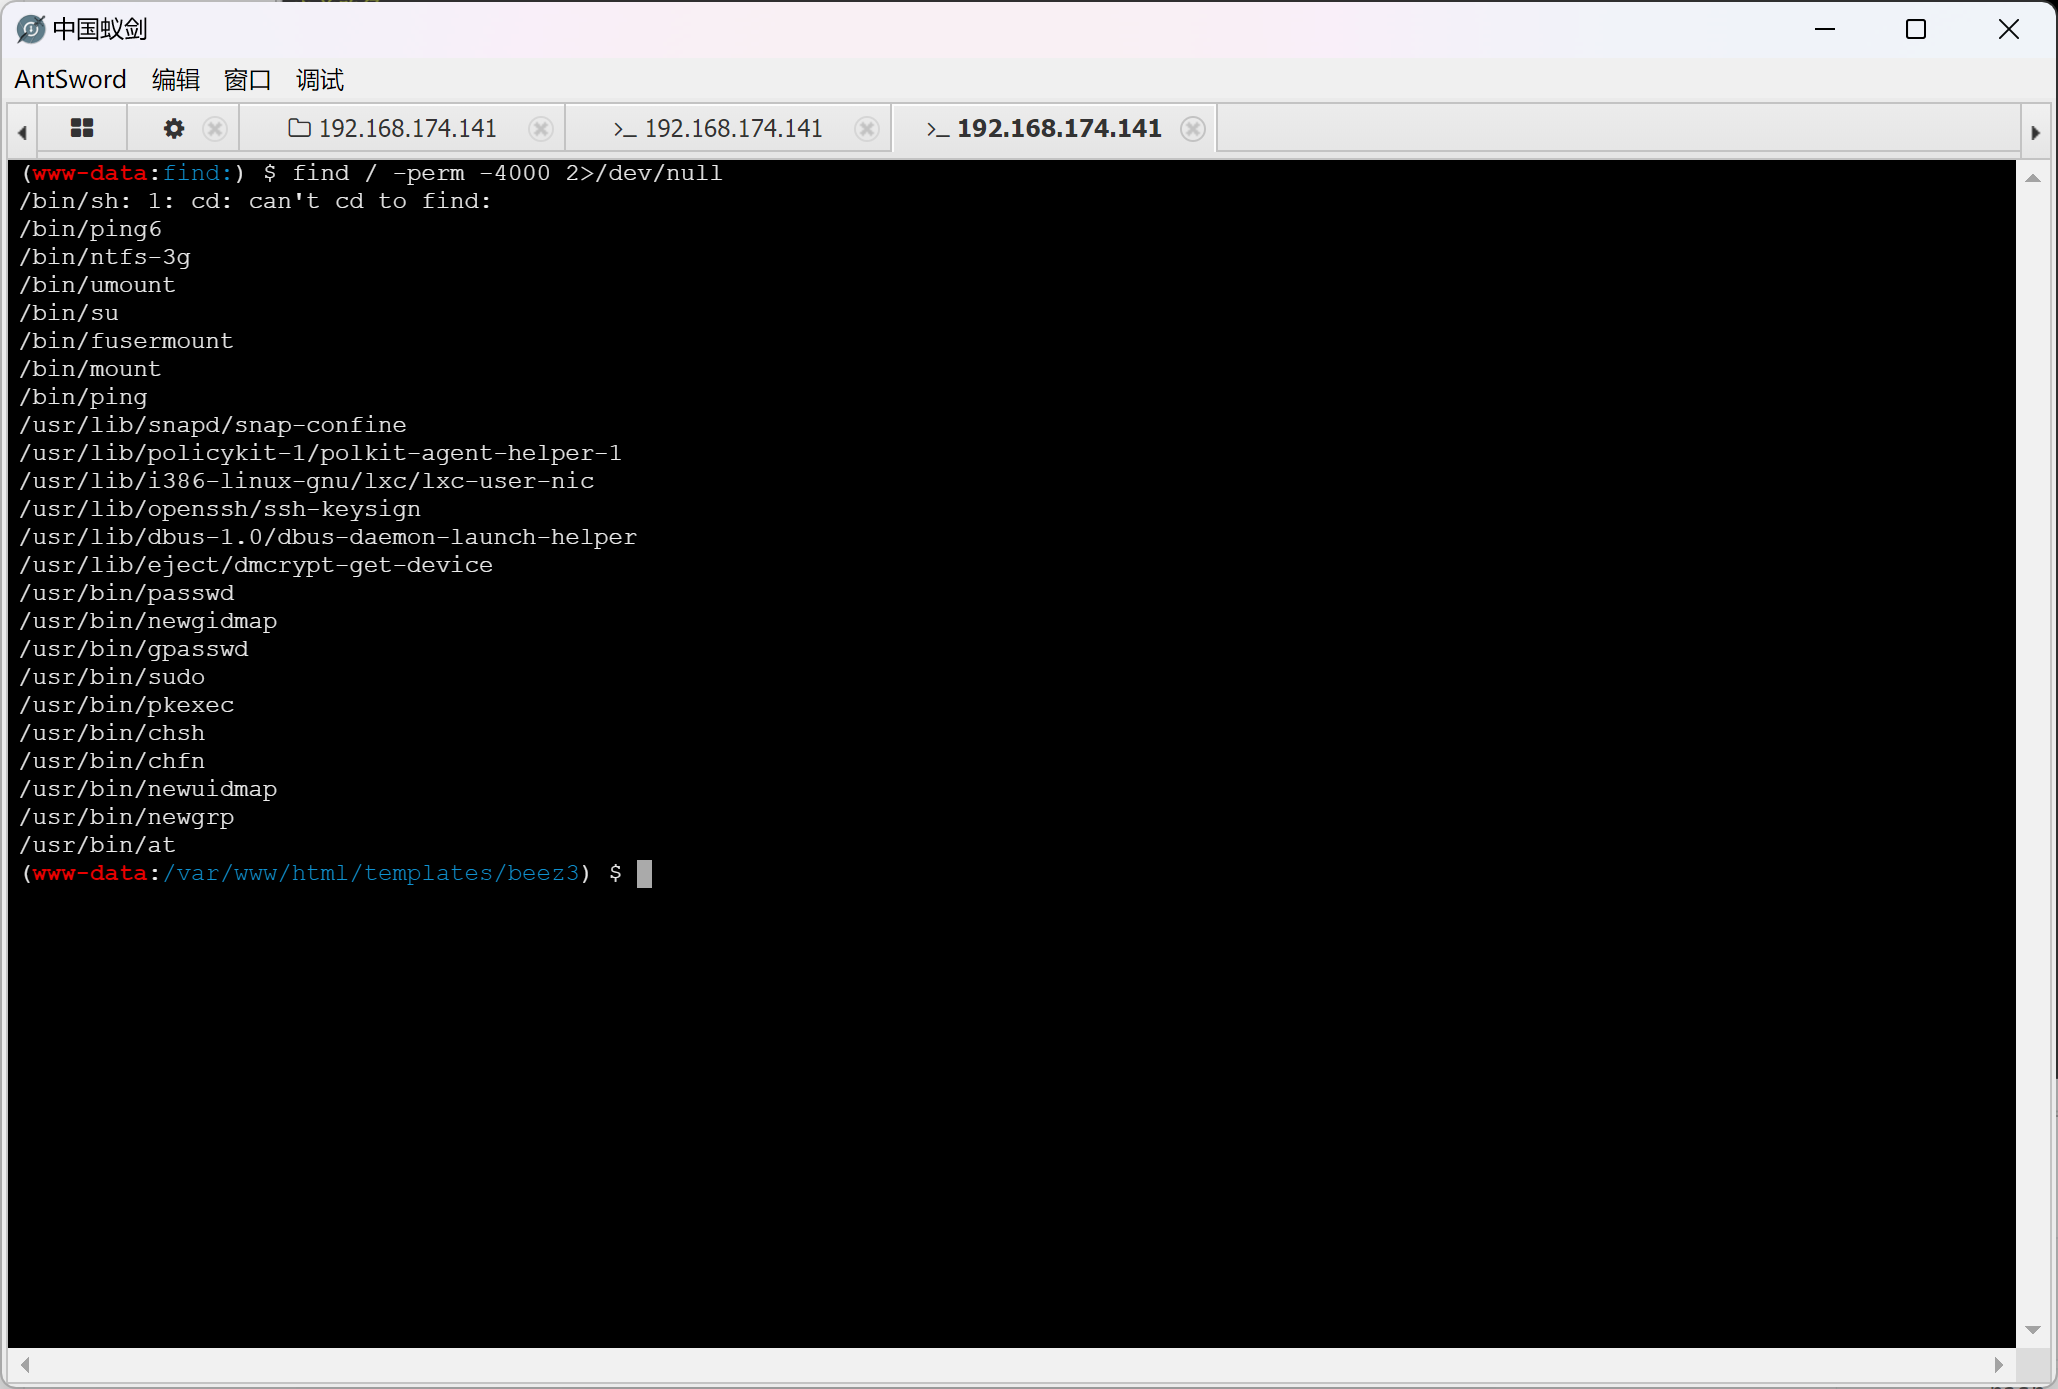 中国蚁剑
AntSword 编辑 窗口 调试
192.168.174.141 >_ 192.168.174.141 >_ 192.168.174.141
(www-data:find:) $ find / -perm -4000 2>/dev/null
/bin/sh: 1: cd: can't cd to find:
/bin/ping6
/bin/ntfs-3g
/bin/umount
/bin/su
/bin/fusermount
/bin/mount
/bin/ping
/usr/lib/snapd/snap-confine
/usr/lib/policykit-1/polkit-agent-helper-1
/usr/lib/i386-linux-gnu/lxc/lxc-user-nic
/usr/lib/openssh/ssh-keysign
/usr/lib/dbus-1.0/dbus-daemon-launch-helper
/usr/lib/eject/dmcrypt-get-device
/usr/bin/passwd
/usr/bin/newgidmap
/usr/bin/gpasswd
/usr/bin/sudo
/usr/bin/pkexec
/usr/bin/chsh
/usr/bin/chfn
/usr/bin/newuidmap
/usr/bin/newgrp
/usr/bin/at
(www-data:/var/www/html/templates/beez3) $